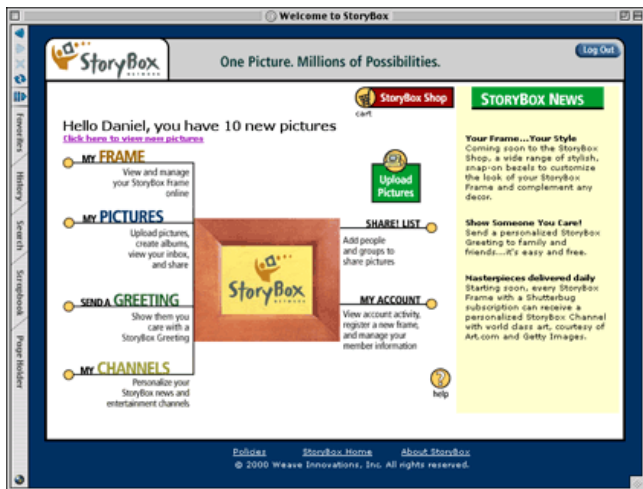 Welcome to StoryBox
StoryBox
NETWORK
One Picture. Millions of Possibilities.
Log Out
Favorites
History
Search
Scrapbook
Page Holder
StoryBox Shop
cart
Hello Daniel, you have 10 new pictures
Click here to view new pictures
MY FRAME
View and manage
your StoryBox Frame
online
MY PICTURES
Upload pictures,
create albums,
view your inbox,
and share
SEND A GREETING
Show them you
care with a
StoryBox Greeting
MY CHANNELS
Personalize your
StoryBox news and
entertainment channels
StoryBox
NETWORK
Upload
Pictures
SHARE! LIST
Add people
and groups to
share pictures
MY ACCOUNT
View account activity,
register a new frame,
and manage your
member information
help
STORYBOX NEWS
Your Frame...Your Style
Coming soon to the StoryBox
Shop, a wide range of stylish,
snap-on bezels to customize
the look of your StoryBox
Frame and complement any
decor.
Show Someone You Care!
Send a personalized StoryBox
Greeting to family and
friends...it's easy and free.
Masterpieces delivered daily
Starting soon, every StoryBox
Frame with a Shutterbug
subscription can receive a
personalized StoryBox Channel
with world class art, courtesy of
Art.com and Getty Images.
Policies StoryBox Home About StoryBox
© 2000 Weave Innovations, Inc. All rights reserved.